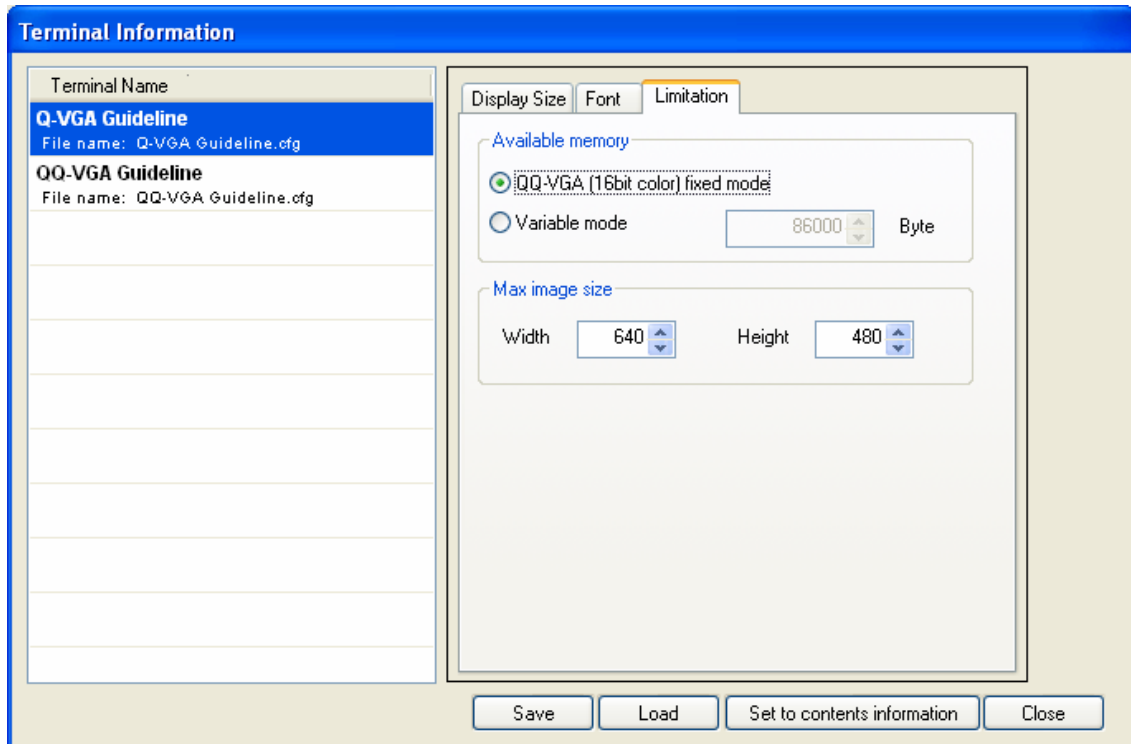 Terminal Information
Terminal Name
Q-VGA Guideline
File name: Q-VGA Guideline.cfg
QQ-VGA Guideline
File name: QQ-VGA Guideline.cfg
Display Size Font Limitation
Available memory
QQ-VGA (16bit color) fixed mode
Variable mode 86000 Byte
Max image size
Width 640 Height 480
Save Load Set to contents information Close